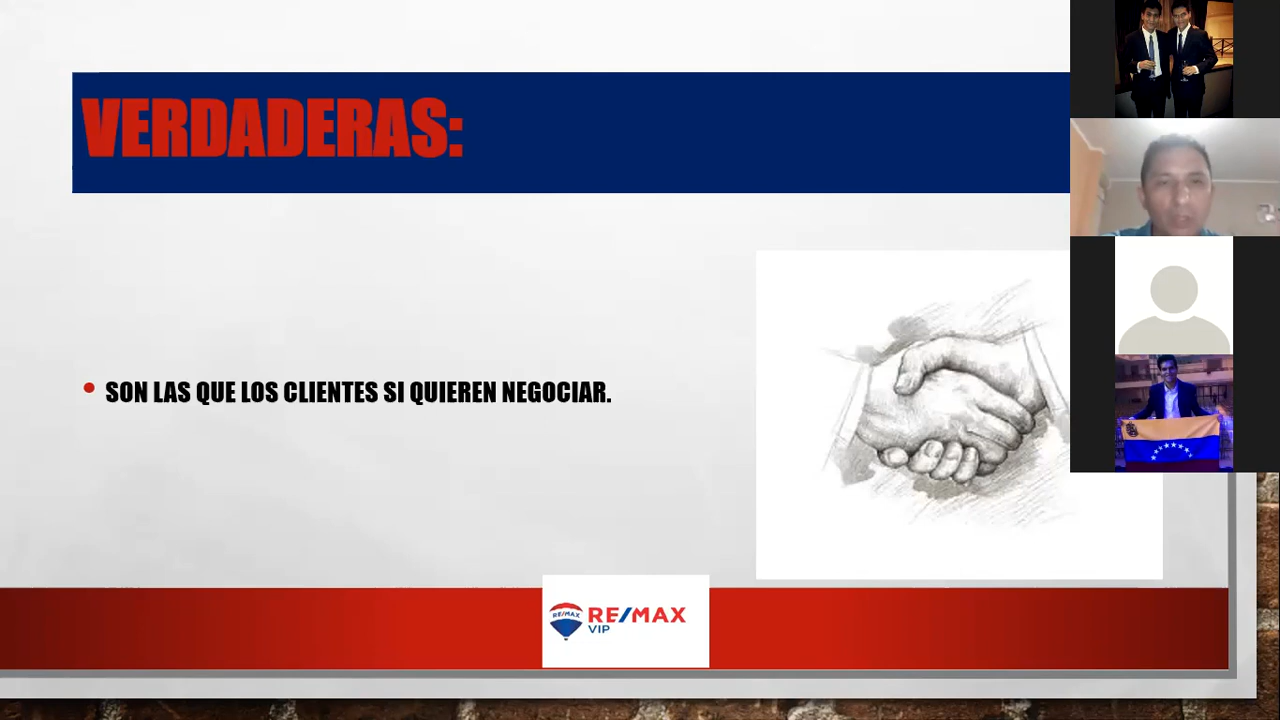 VERDADERAS:
• SON LAS QUE LOS CLIENTES SI QUIEREN NEGOCIAR.
RE/MAX
RE/MAX
VIP